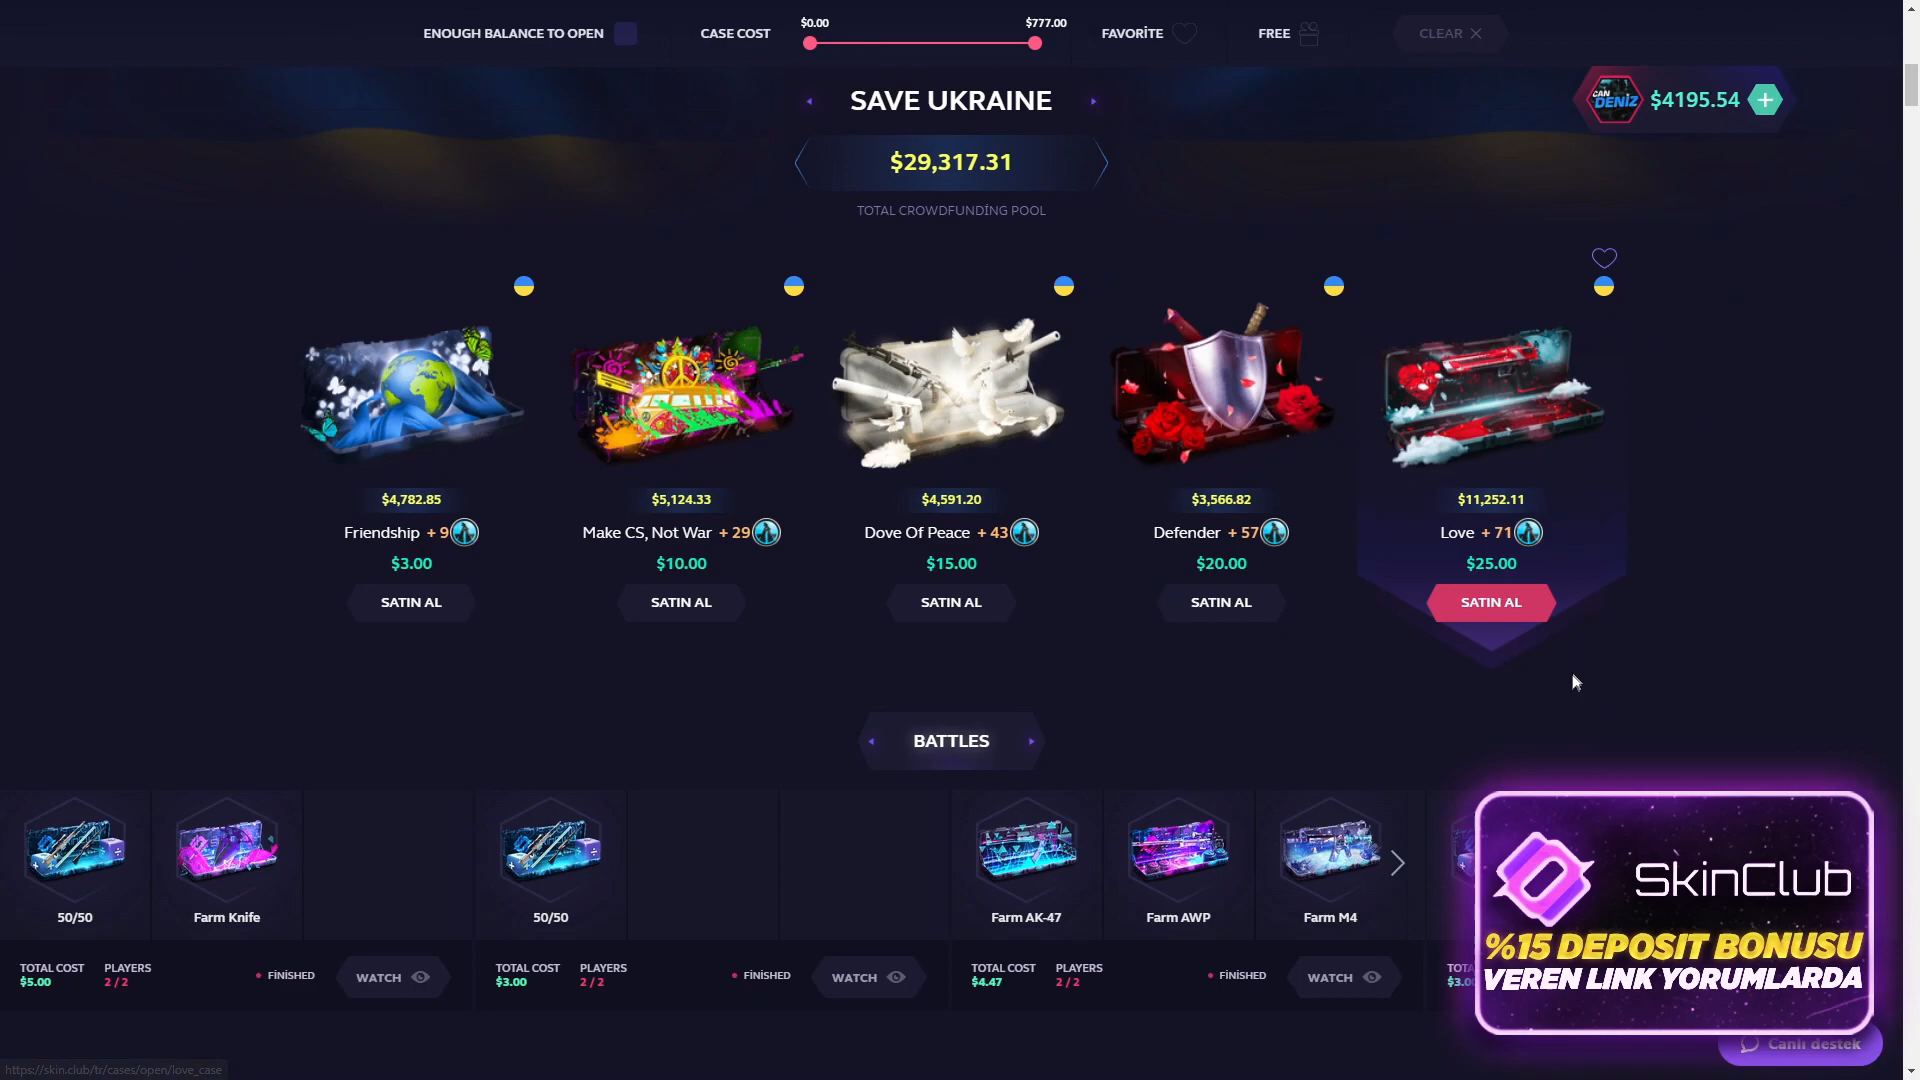 ENOUGH BALANCE TO OPEN
CASE COST
$0.00
$777.00
FAVORİTE
FREE
CLEAR
SAVE UKRAINE
CAN
DENİZ
$4195.54
$29,317.31
TOTAL CROWDFUNDİNG POOL
$4,782.85
$5,124.33
$4,591.20
$3,566.82
$11,252.11
Friendship + 9
Make CS, Not War + 29
Dove Of Peace + 43
Defender + 57
Love + 71
$3.00
$10.00
$15.00
$20.00
$25.00
SATIN AL
SATIN AL
SATIN AL
SATIN AL
SATIN AL
BATTLES
50/50
Farm Knife
50/50
Farm AK-47
Farm AWP
Farm M4
TOTAL COST
$5.00
PLAYERS
2 / 2
FİNİSHED
WATCH
TOTAL COST
$3.00
PLAYERS
2 / 2
FİNİSHED
WATCH
TOTAL COST
$4.47
PLAYERS
2 / 2
FİNİSHED
WATCH
SkinClub
%15 DEPOSIT BONUSU
VEREN LINK YORUMLARDA
Canlı destek
https://skin.club/tr/cases/open/love_case